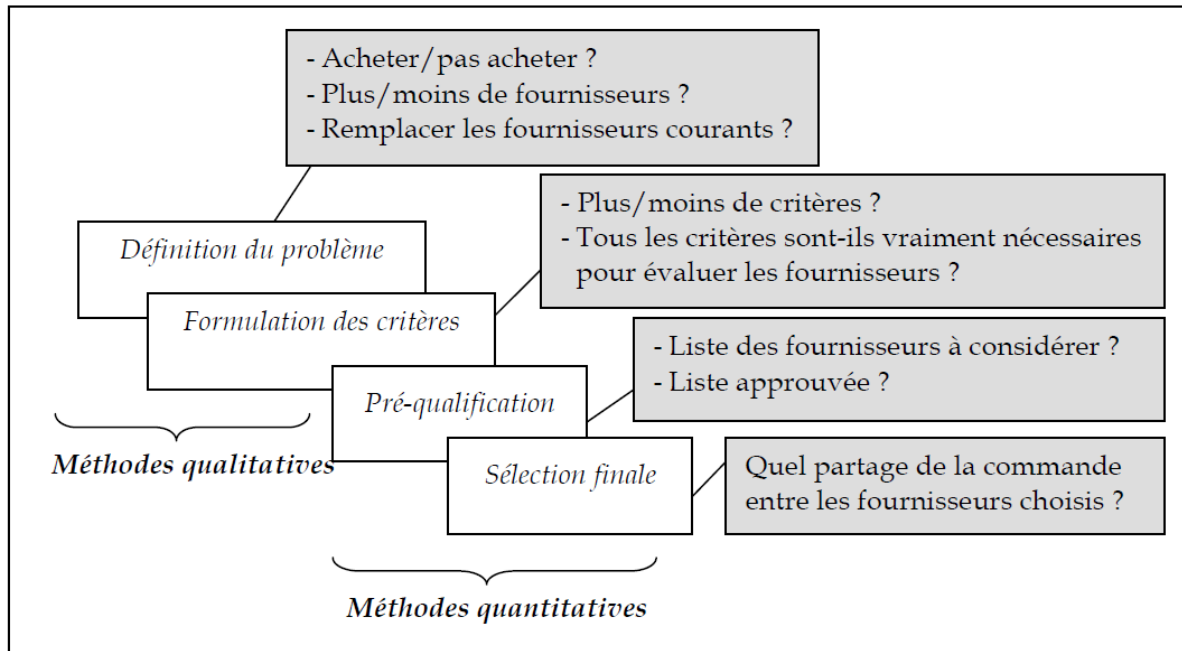 - Acheter/pas acheter ?
- Plus/moins de fournisseurs ?
- Remplacer les fournisseurs courants ?
Définition du problème
- Plus/moins de critères ?
- Tous les critères sont-ils vraiment nécessaires
pour évaluer les fournisseurs ?
Formulation des critères
- Liste des fournisseurs à considérer ?
- Liste approuvée ?
Pré-qualification
Méthodes qualitatives
Sélection finale
Quel partage de la commande
entre les fournisseurs choisis ?
Méthodes quantitatives